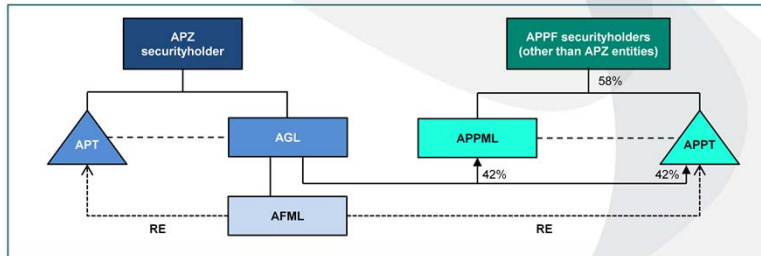 APZ
securityholder
APPF securityholders
(other than APZ entities)
58%
APT
AGL
APPML
APPT
42%
42%
AFML
RE
RE